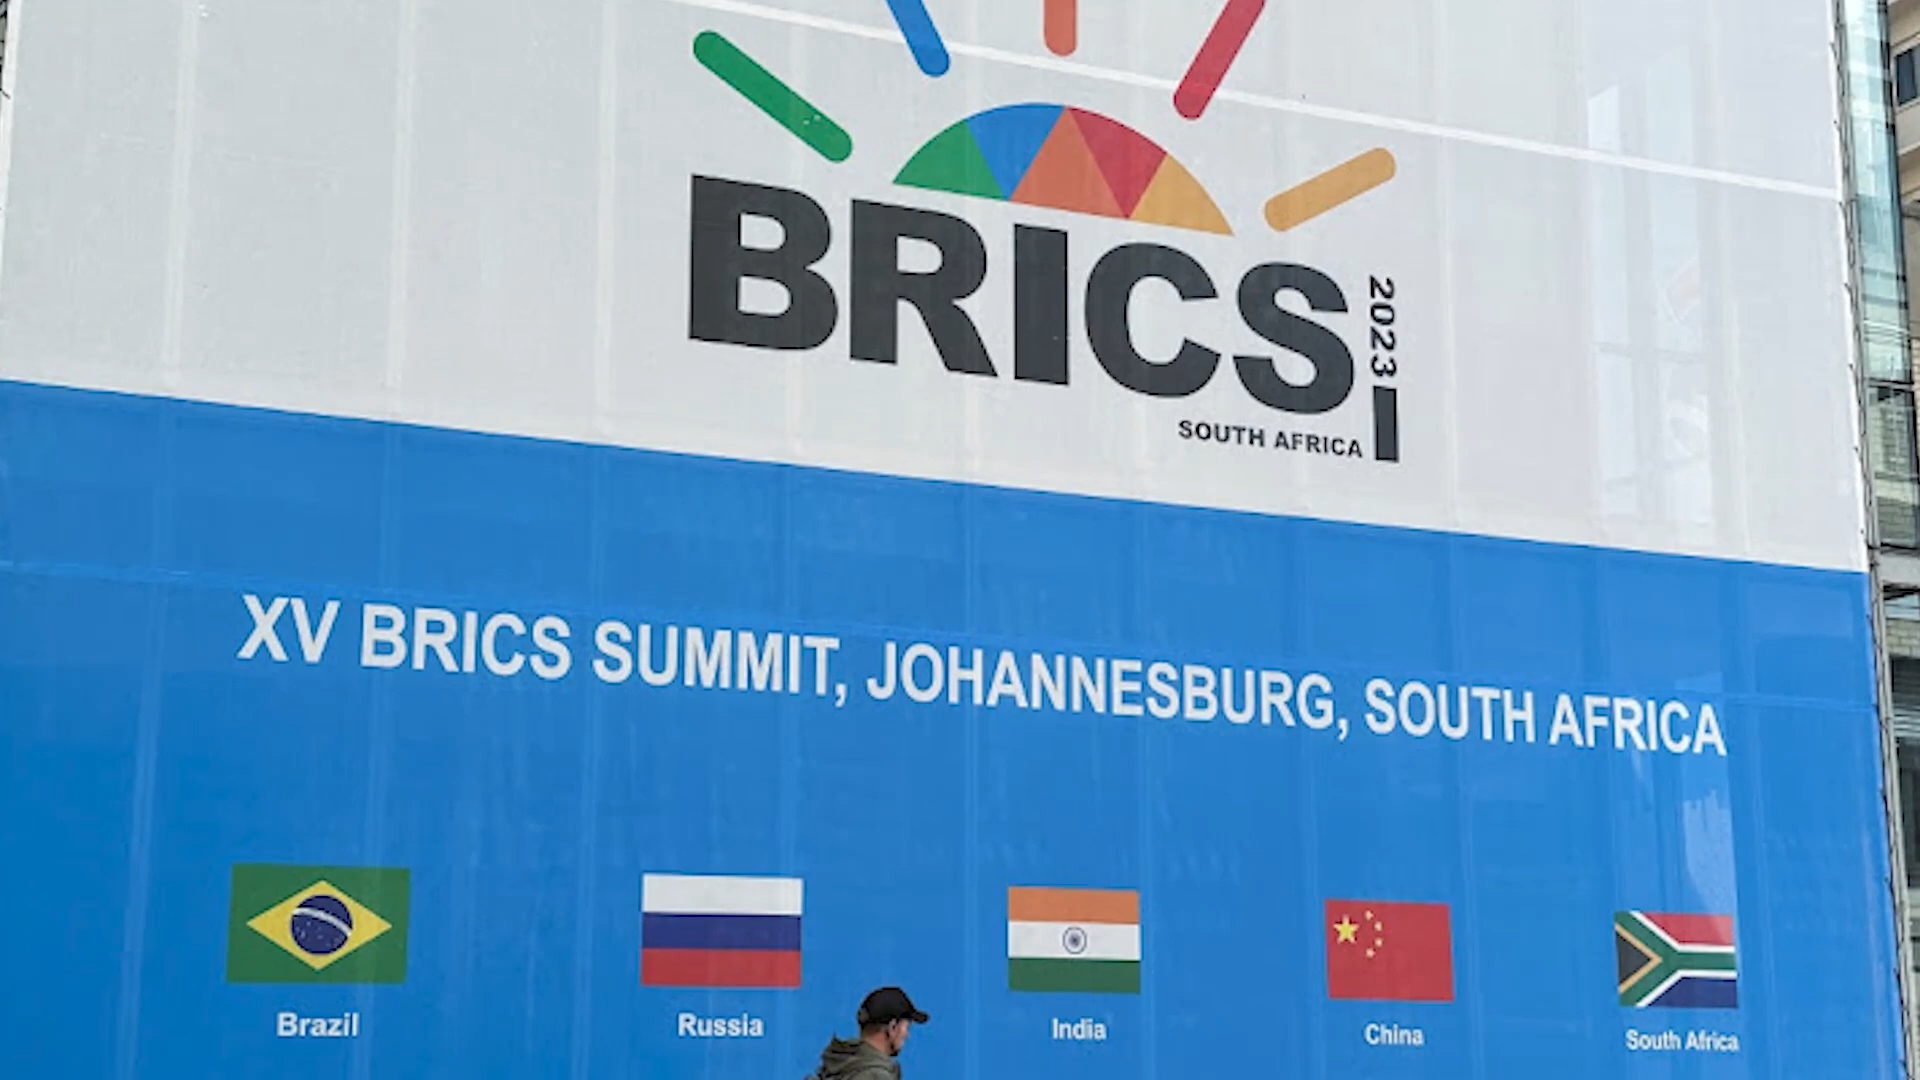 BRICS
2023
SOUTH AFRICA
XV BRICS SUMMIT, JOHANNESBURG, SOUTH AFRICA
Brazil
Russia
India
China
South Africa